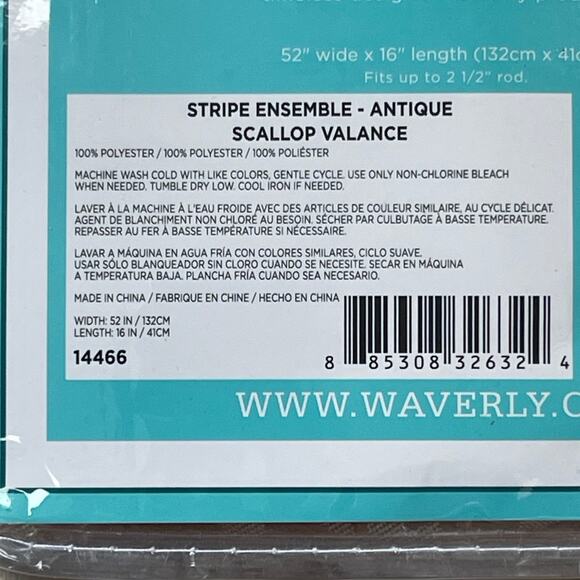 52" wide x 16" length (132cm x
Fits up to 2 1/2" rod.
STRIPE ENSEMBLE - ANTIQUE
SCALLOP VALANCE
100% POLYESTER / 100% POLYESTER / 100% POLIÉSTER
MACHINE WASH COLD WITH LIKE COLORS, GENTLE CYCLE. USE ONLY NON-CHLORINE BLEACH
WHEN NEEDED. TUMBLE DRY LOW. COOL IRON IF NEEDED.
LAVER À LA MACHINE À L'EAU FROIDE AVEC DES ARTICLES DE COULEUR SIMILAIRE, AU CYCLE DÉLICAT.
AGENT DE BLANCHIMENT NON CHLORÉ AU BESOIN. SÉCHER PAR CULBUTAGE À BASSE TEMPERATURE.
REPASSER AU FER À BASSE TEMPÉRATURE SI NÉCESSAIRE.
LAVAR A MÁQUINA EN AGUA FRÍA CON COLORES SIMILARES, CICLO SUAVE.
USAR SÓLO BLANQUEADOR SIN CLORO CUANDO SE NECESITE. SECAR EN MÁQUINA
A TEMPERATURA BAJA. PLANCHA FRÍA CUANDO SEA NECESARIO.
MADE IN CHINA / FABRIQUE EN CHINE / HECHO EN CHINA
WIDTH: 52 IN / 132CM
LENGTH: 16 IN / 41CM
14466
8 85308 32632 4
WWW.WAVERLY.C